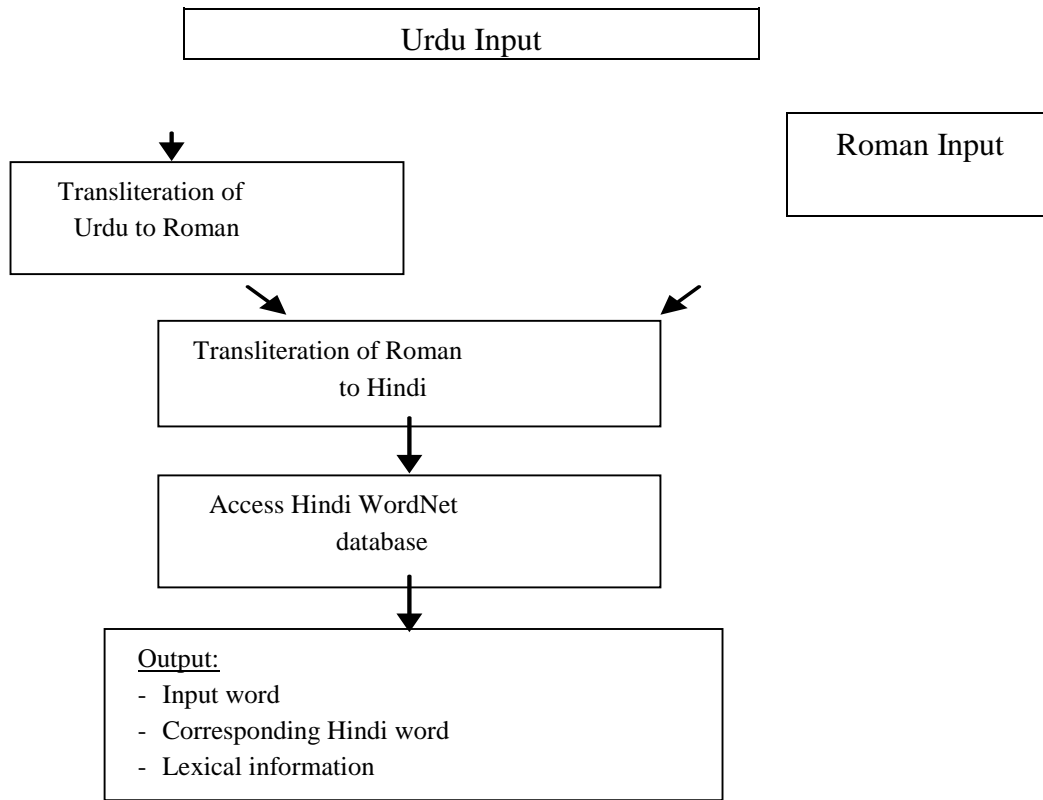 Urdu Input
Roman Input
Transliteration of
Urdu to Roman
Transliteration of Roman
to Hindi
Access Hindi WordNet
database
Output:
- Input word
- Corresponding Hindi word
- Lexical information